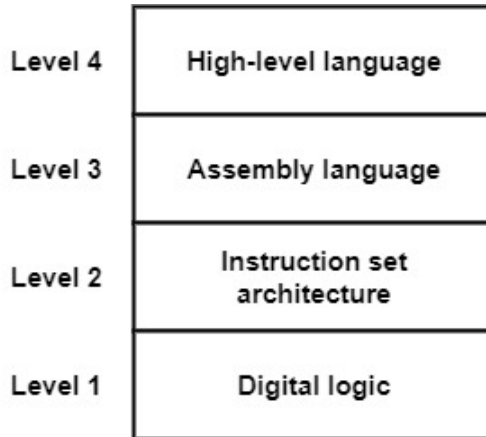 Level 4 High-level language
Level 3 Assembly language
Level 2 Instruction set
architecture
Level 1 Digital logic